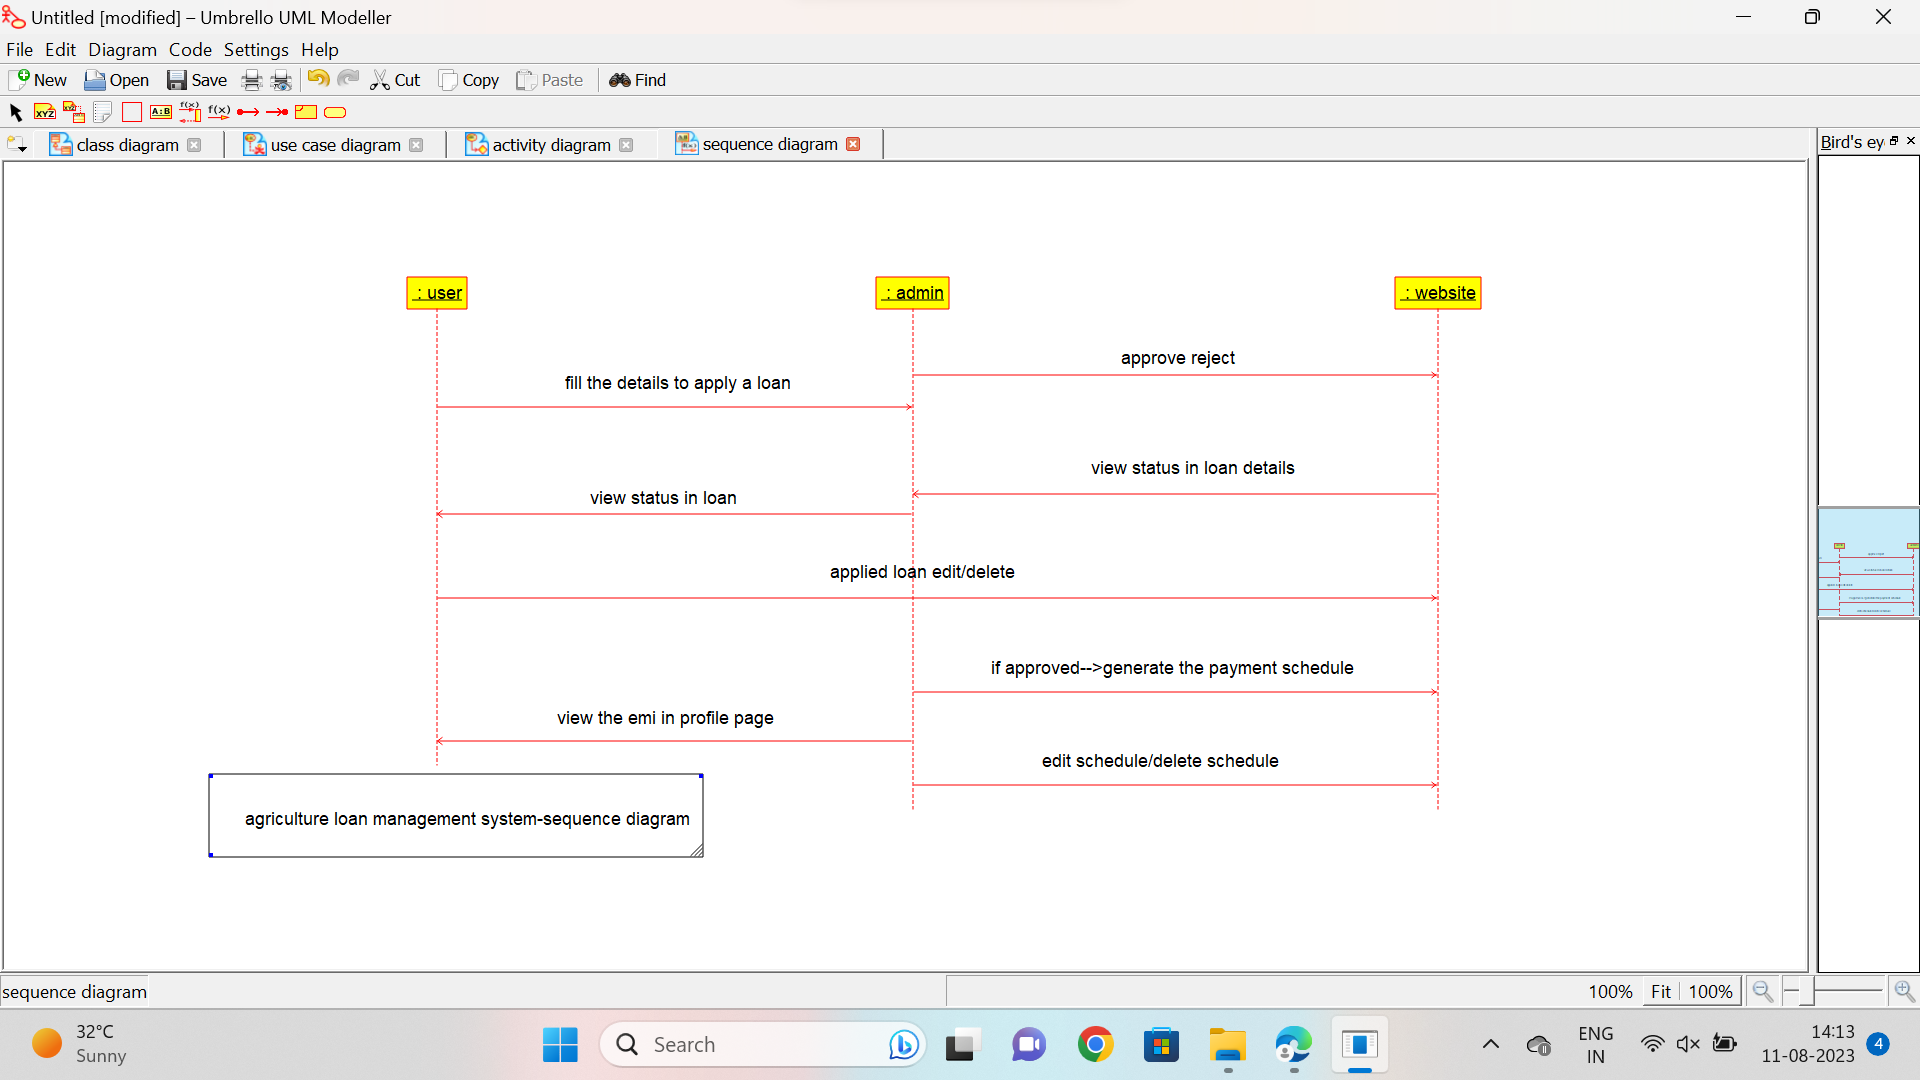 Untitled [modified] – Umbrello UML Modeller
File Edit Diagram Code Settings Help
New Open Save Cut Copy Paste Find
XYZ XYZ A:B f(x) f(x)
class diagram use case diagram activity diagram sequence diagram
Bird's ey
: user : admin : website
approve reject
fill the details to apply a loan
view status in loan details
view status in loan
applied loan edit/delete
if approved-->generate the payment schedule
view the emi in profile page
edit schedule/delete schedule
agriculture loan management system-sequence diagram
sequence diagram 100% Fit 100%
32°C
Sunny
Search
ENG
IN
14:13
11-08-2023
4